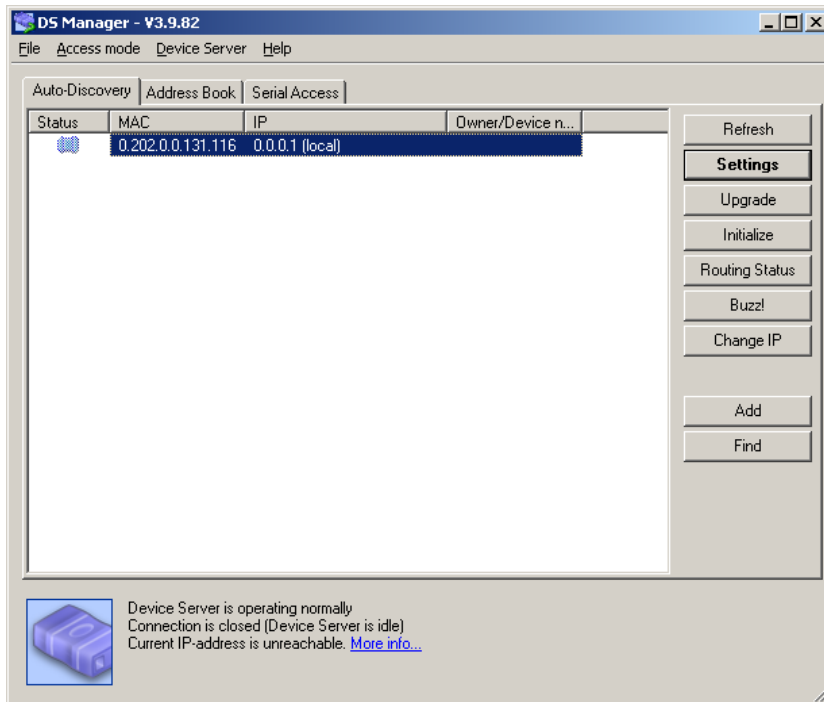 DS Manager - V3.9.82
File Access mode Device Server Help
Auto-Discovery Address Book Serial Access
Status MAC IP Owner/Device n...
0.202.0.0.131.116 0.0.0.1 (local)
Refresh
Settings
Upgrade
Initialize
Routing Status
Buzz!
Change IP
Add
Find
Device Server is operating normally
Connection is closed (Device Server is idle)
Current IP-address is unreachable. More info...